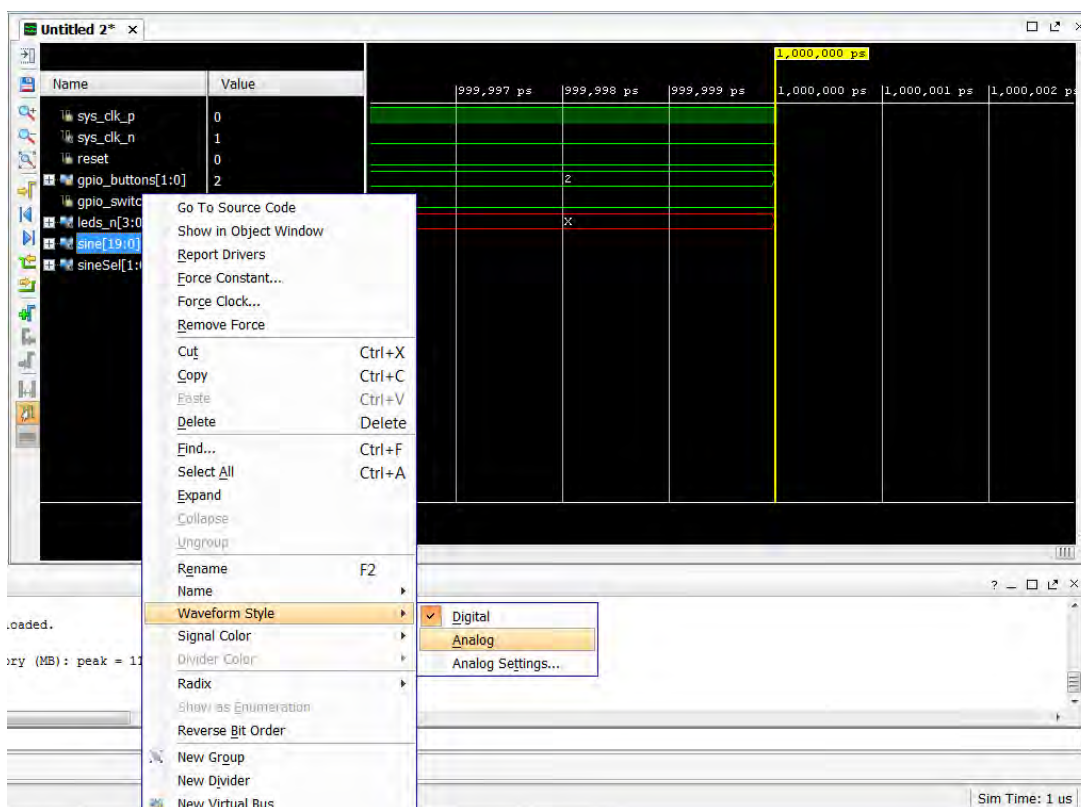 Untitled 2*
1,000,000 ps
Name Value
999,997 ps 999,998 ps 999,999 ps 1,000,000 ps 1,000,001 ps 1,000,002 ps
sys_clk_p 0
sys_clk_n 1
reset 0
gpio_buttons[1:0] 2 2
gpio_switc
leds_n[3:0 X
sine[19:0]
sineSel[1:
Go To Source Code
Show in Object Window
Report Drivers
Force Constant...
Force Clock...
Remove Force
Cut Ctrl+X
Copy Ctrl+C
Paste Ctrl+V
Delete Delete
Find... Ctrl+F
Select All Ctrl+A
Expand
Collapse
Ungroup
Rename F2
Name
Waveform Style
Signal Color
Divider Color
Radix
Show as Enumeration
Reverse Bit Order
New Group
New Divider
New Virtual Bus
Digital
Analog
Analog Settings...
loaded.
ory (MB): peak = 11
Sim Time: 1 us